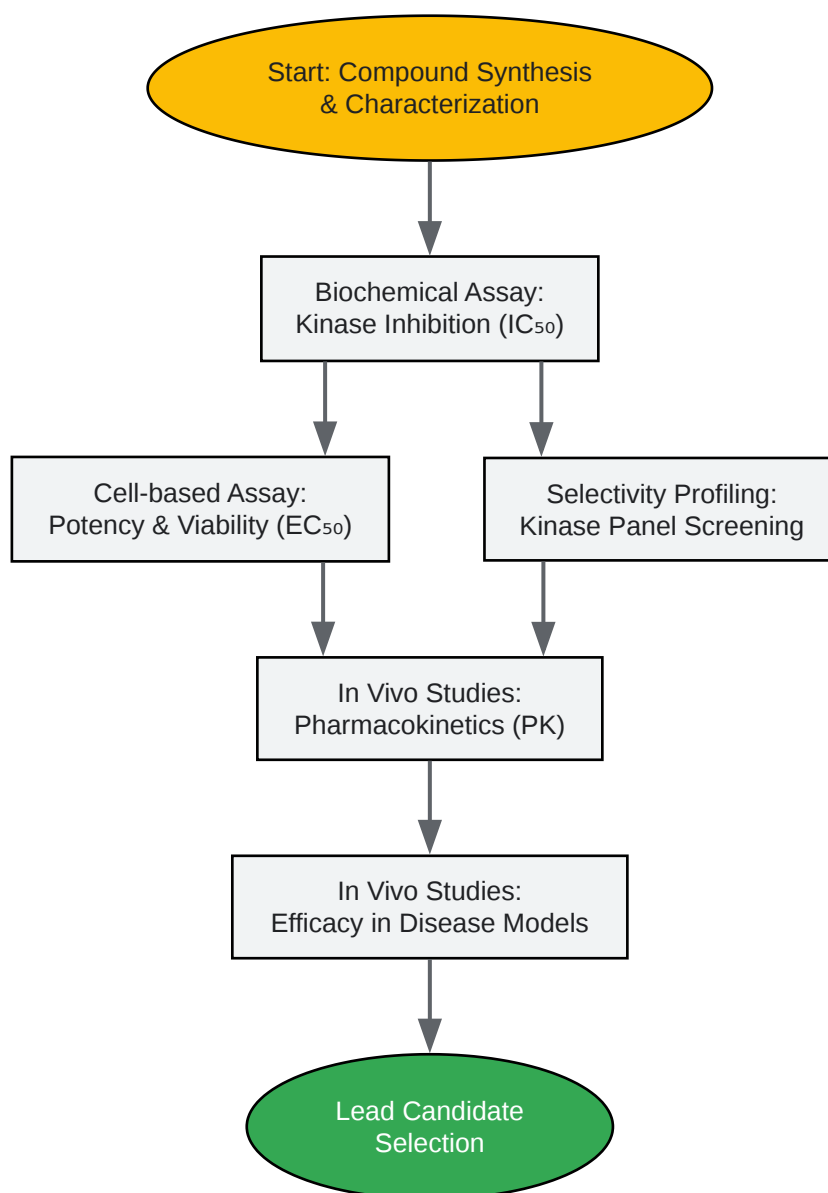 Start: Compound Synthesis
& Characterization
Biochemical Assay:
Kinase Inhibition (IC₅₀)
Cell-based Assay:
Potency & Viability (EC₅₀)
Selectivity Profiling:
Kinase Panel Screening
In Vivo Studies:
Pharmacokinetics (PK)
In Vivo Studies:
Efficacy in Disease Models
Lead Candidate
Selection